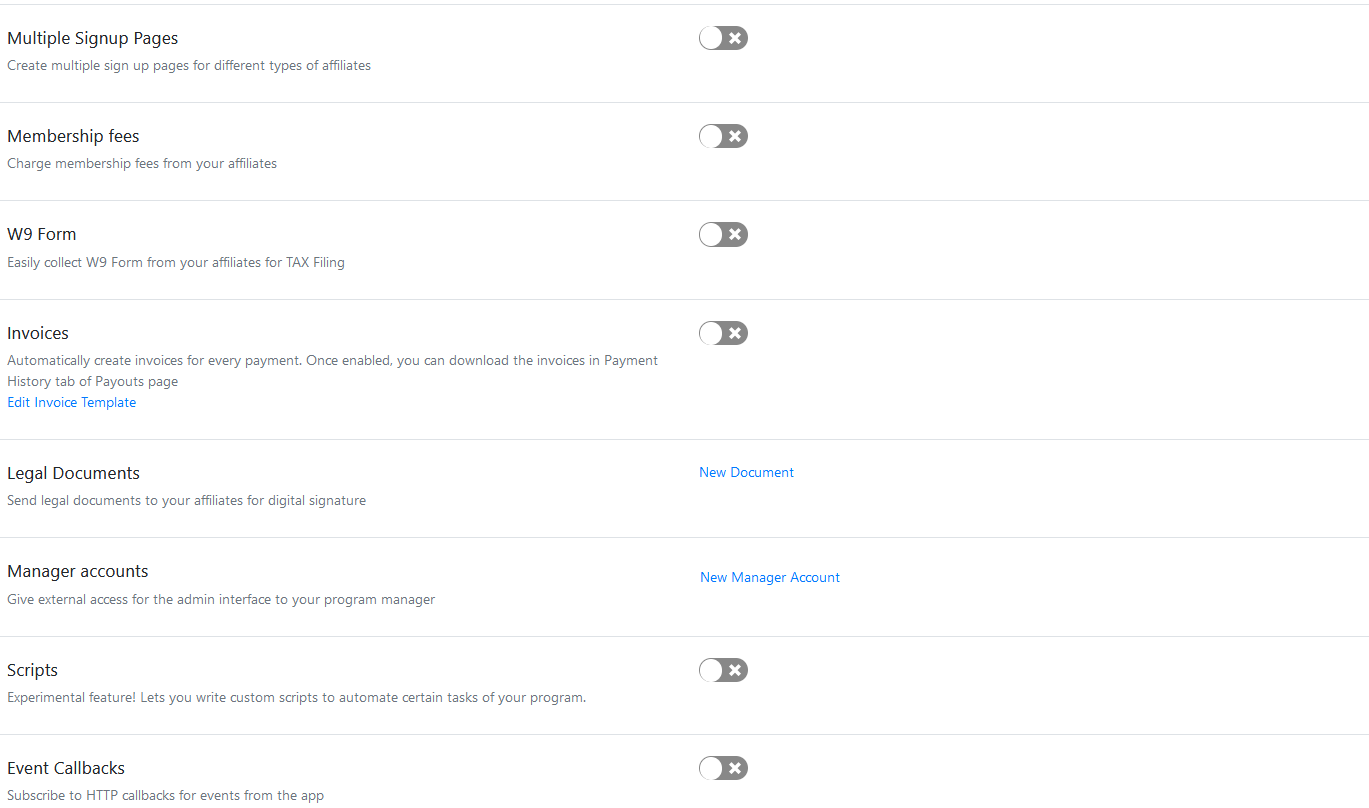 Multiple Signup Pages
Create multiple sign up pages for different types of affiliates
Membership fees
Charge membership fees from your affiliates
W9 Form
Easily collect W9 Form from your affiliates for TAX Filing
Invoices
Automatically create invoices for every payment. Once enabled, you can download the invoices in Payment
History tab of Payouts page
Edit Invoice Template
Legal Documents
New Document
Send legal documents to your affiliates for digital signature
Manager accounts
New Manager Account
Give external access for the admin interface to your program manager
Scripts
Experimental feature! Lets you write custom scripts to automate certain tasks of your program.
Event Callbacks
Subscribe to HTTP callbacks for events from the app